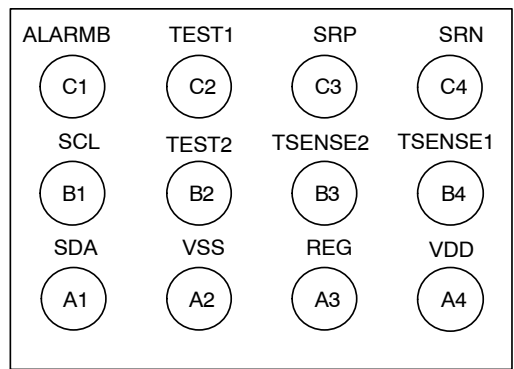 ALARMB TEST1 SRP SRN
C1 C2 C3 C4
SCL TEST2 TSENSE2 TSENSE1
B1 B2 B3 B4
SDA VSS REG VDD
A1 A2 A3 A4